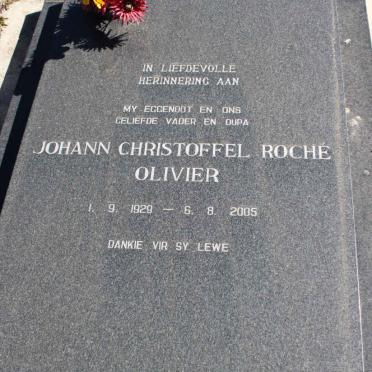 IN LIEFDEVOLLE
HERINNERING AAN
MY EGGENOOT EN ONS
GELIEFDE VADER EN OUPA
JOHANN CHRISTOFFEL ROCHÉ
OLIVIER
1. 9. 1929 — 6. 8. 2005
DANKIE VIR SY LEWE